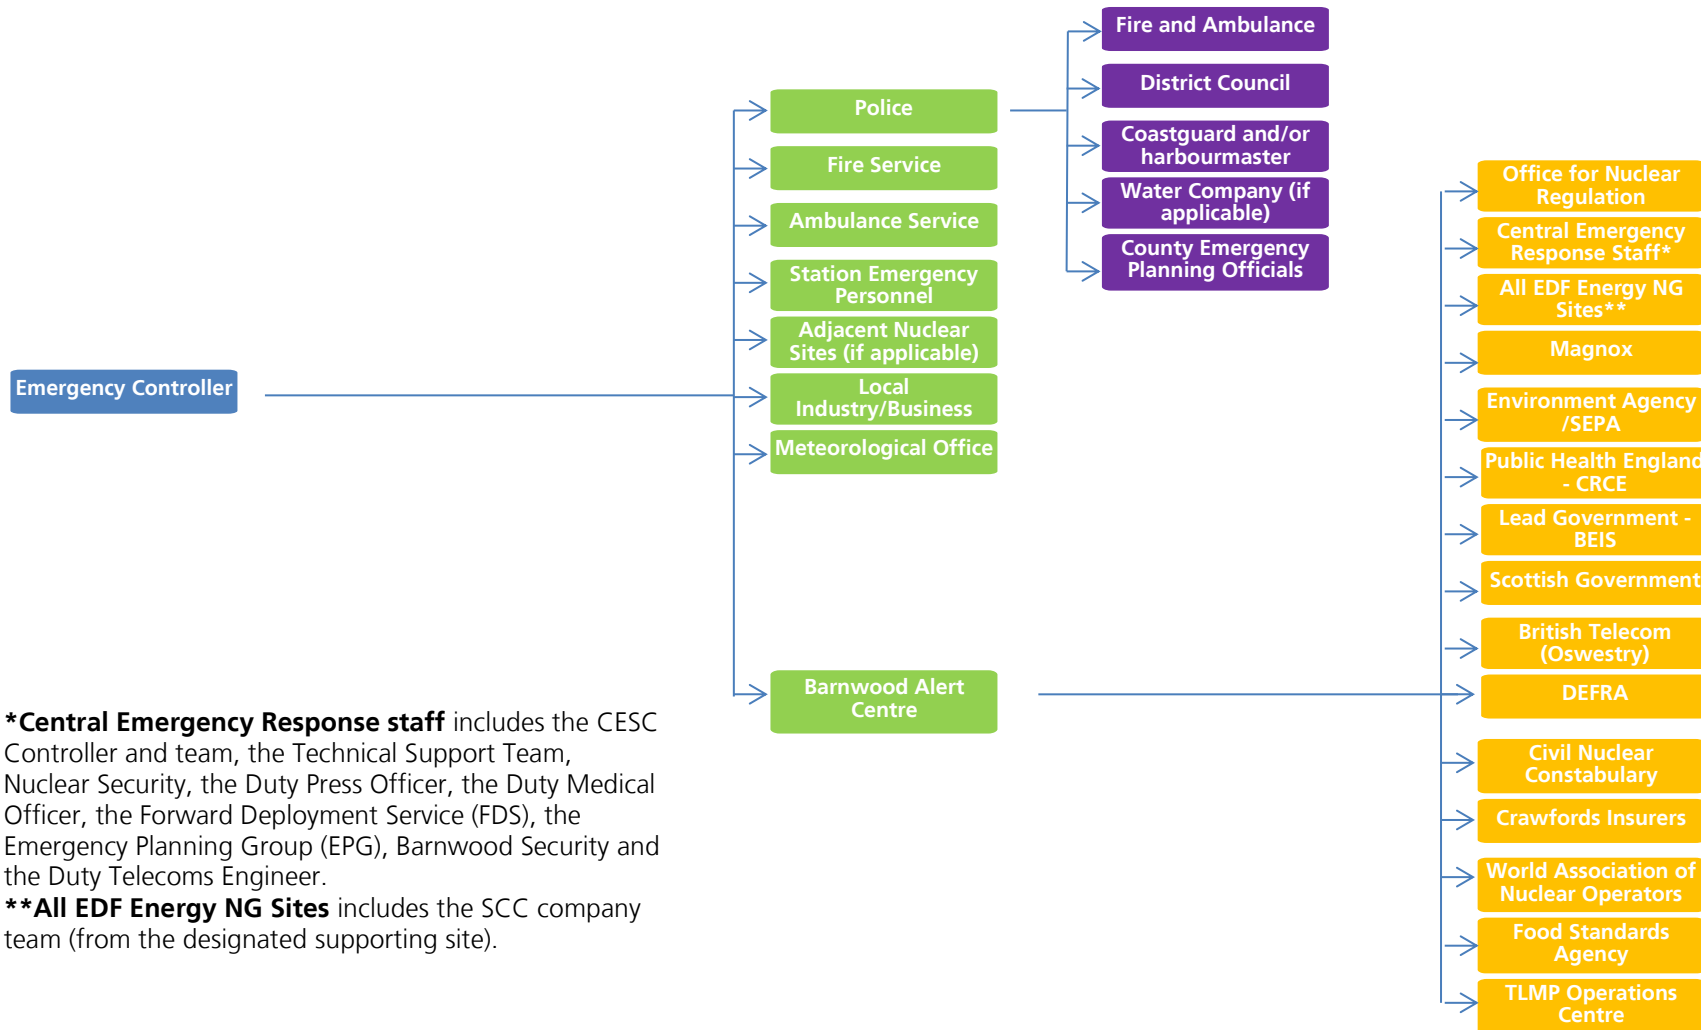 Emergency Controller
Police
Fire Service
Ambulance Service
Station Emergency
Personnel
Adjacent Nuclear
Sites (if applicable)
Local
Industry/Business
Meteorological Office
Barnwood Alert
Centre
Fire and Ambulance
District Council
Coastguard and/or
harbourmaster
Water Company (if
applicable)
County Emergency
Planning Officials
Office for Nuclear
Regulation
Central Emergency
Response Staff*
All EDF Energy NG
Sites**
Magnox
Environment Agency
/SEPA
Public Health England
- CRCE
Lead Government -
BEIS
Scottish Government
British Telecom
(Oswestry)
DEFRA
Civil Nuclear
Constabulary
Crawfords Insurers
World Association of
Nuclear Operators
Food Standards
Agency
TLMP Operations
Centre
*Central Emergency Response staff includes the CESC
Controller and team, the Technical Support Team,
Nuclear Security, the Duty Press Officer, the Duty Medical
Officer, the Forward Deployment Service (FDS), the
Emergency Planning Group (EPG), Barnwood Security and
the Duty Telecoms Engineer.
**All EDF Energy NG Sites includes the SCC company
team (from the designated supporting site).